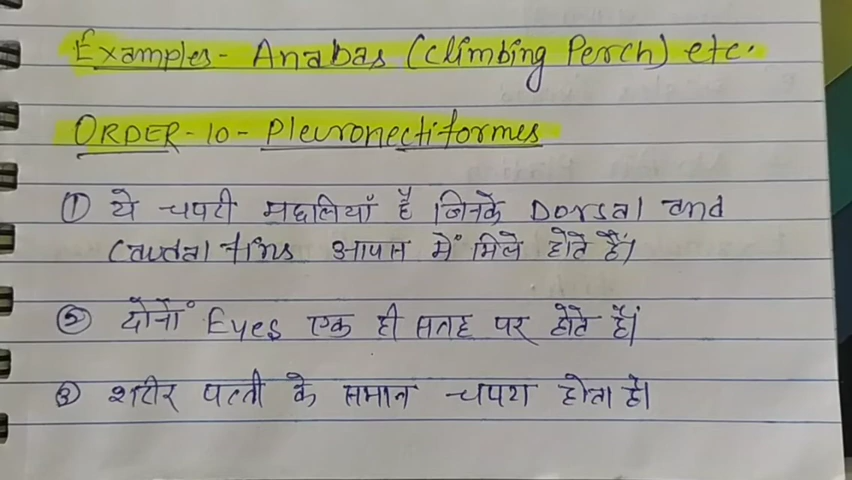 Examples- Anabas (Climbing Perch) etc.
ORDER-10- Pleuronectiformes
① ये चपटी मछलियाँ है जिनके Dorsal and
Caudal fins आपस में मिले होते हैं।
② दोनों Eyes एक ही सतह पर होते हैं।
③ शरीर पत्ती के समान चपटा होता है।